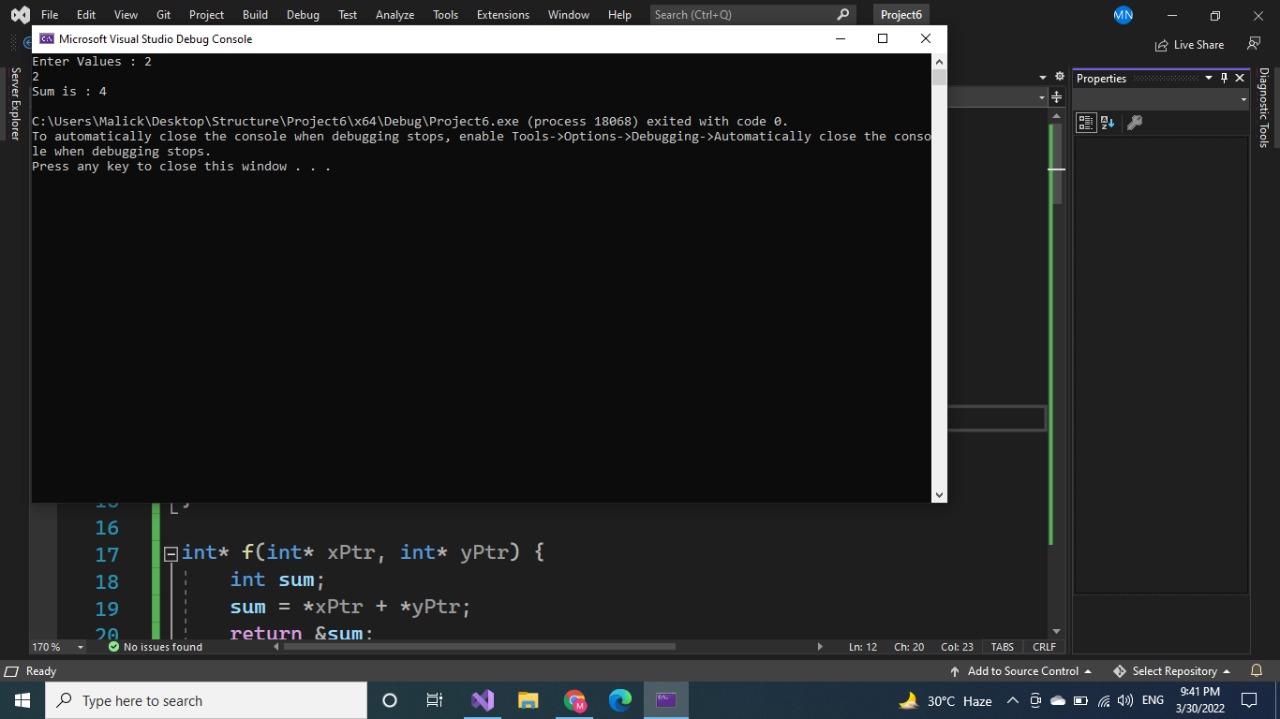 File Edit View Git Project Build Debug Test Analyze Tools Extensions Window Help Search (Ctrl+Q) Project6 MN
Microsoft Visual Studio Debug Console
Live Share
Server Explorer
Enter Values : 2
2
Sum is : 4
C:\Users\Malick\Desktop\Structure\Project6\x64\Debug\Project6.exe (process 18068) exited with code 0.
To automatically close the console when debugging stops, enable Tools->Options->Debugging->Automatically close the conso
le when debugging stops.
Press any key to close this window . . .
Properties
Diagnostic Tools
16
17 int* f(int* xPtr, int* yPtr) {
18 int sum;
19 sum = *xPtr + *yPtr;
20 return &sum;
170 % No issues found Ln: 12 Ch: 20 Col: 23 TABS CRLF
Ready Add to Source Control Select Repository
Type here to search 30°C Haze ENG 9:41 PM
3/30/2022